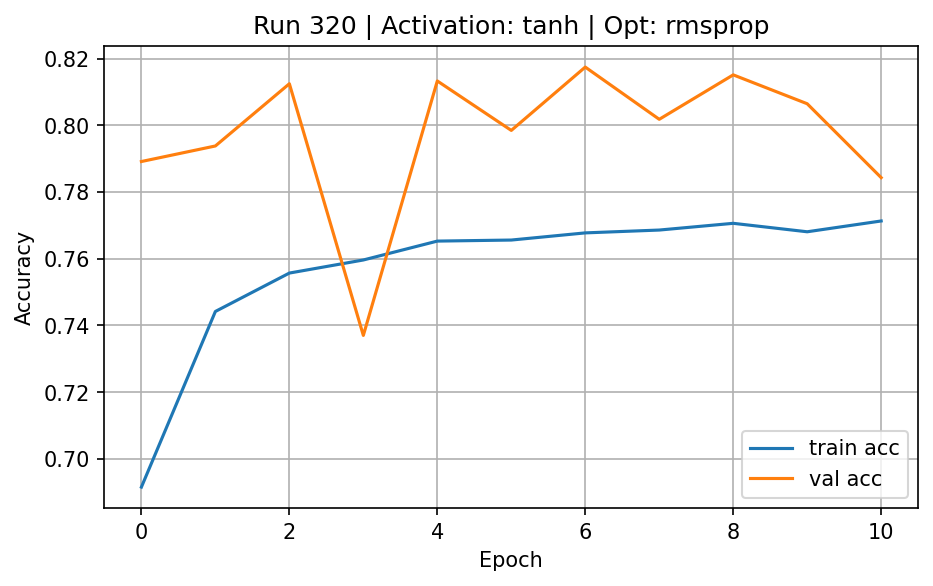 Run 320 | Activation: tanh | Opt: rmsprop
Accuracy
0.82
0.80
0.78
0.76
0.74
0.72
0.70
train acc
val acc
0 2 4 6 8 10
Epoch